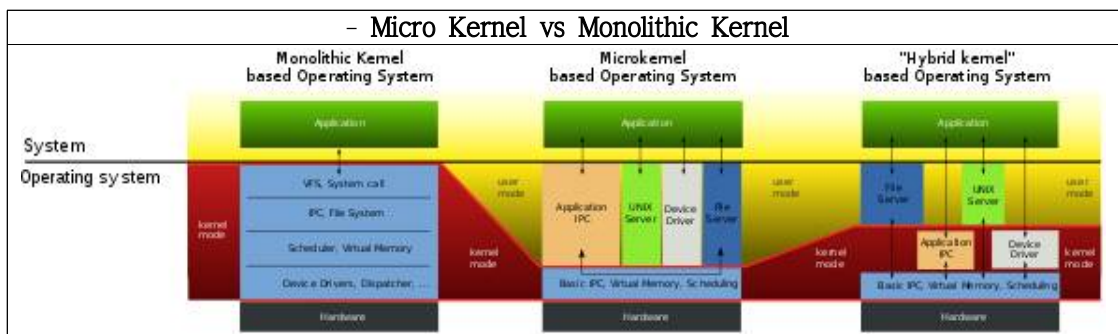 - Micro Kernel vs Monolithic Kernel
Monolithic Kernel
based Operating System
Microkernel
based Operating System
"Hybrid kernel"
based Operating System
Application
Application
Application
System
Operating system
kernel
mode
VFS, System call
IPC, File System
Scheduler, Virtual Memory
Device Drivers, Dispatcher, ...
Hardware
user
mode
kernel
mode
Application
IPC
UNIX
Server
Device
Driver
File
Server
Basic IPC, Virtual Memory, Scheduling
Hardware
user
mode
kernel
mode
File
Server
UNIX
Server
Application
IPC
Device
Driver
user
mode
kernel
mode
Basic IPC, Virtual Memory, Scheduling
Hardware